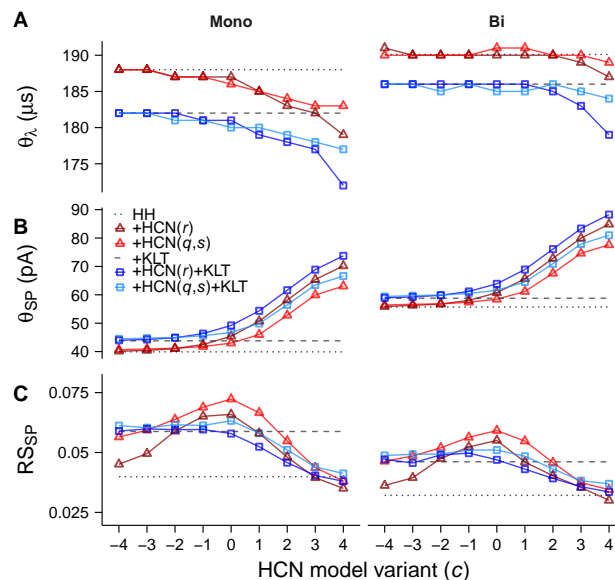 Mono Bi
A
θλ (μs)
190
185
180
175
HH
+HCN(r)
+HCN(q,s)
+KLT
+HCN(r)+KLT
+HCN(q,s)+KLT
B
θSP (pA)
90
80
70
60
50
40
C
RSSP
0.075
0.050
0.025
−4 −3 −2 −1 0 1 2 3 4 −4 −3 −2 −1 0 1 2 3 4
HCN model variant (c)